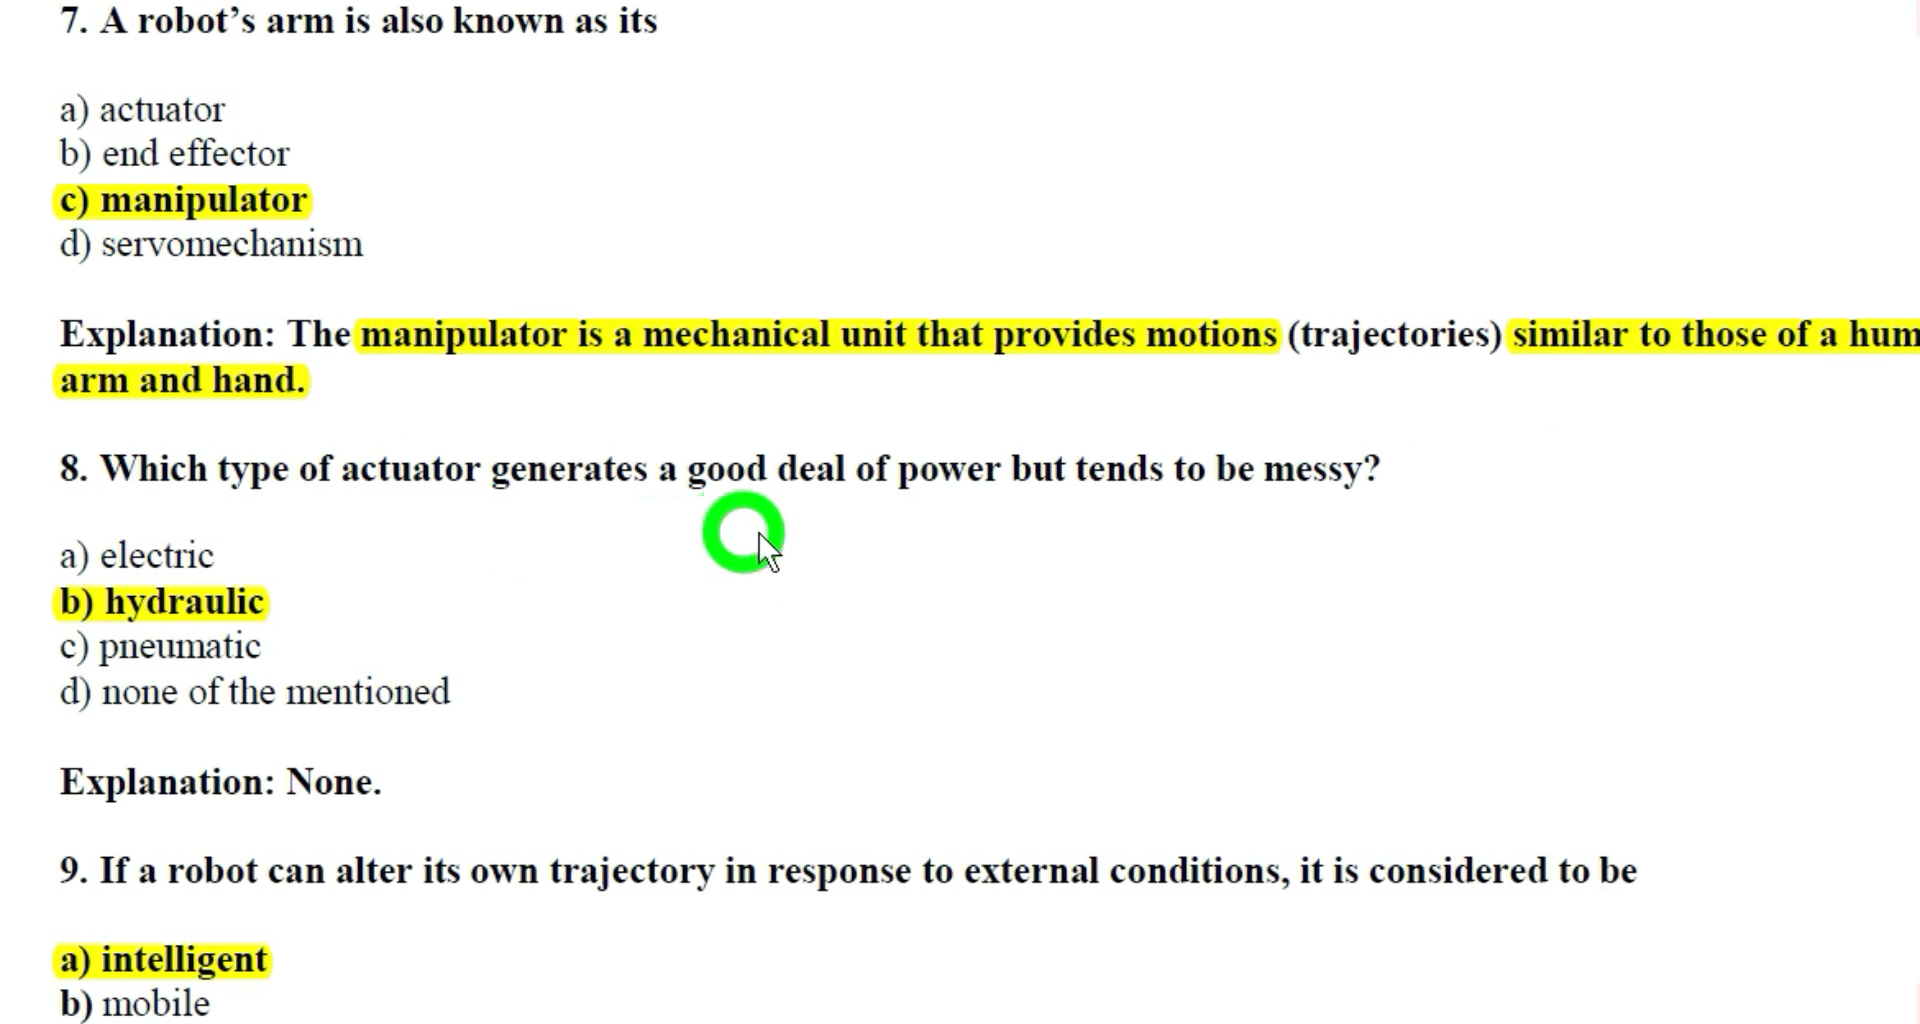 7. A robot’s arm is also known as its
a) actuator
b) end effector
c) manipulator
d) servomechanism
Explanation: The manipulator is a mechanical unit that provides motions (trajectories) similar to those of a hum
arm and hand.
8. Which type of actuator generates a good deal of power but tends to be messy?
a) electric
b) hydraulic
c) pneumatic
d) none of the mentioned
Explanation: None.
9. If a robot can alter its own trajectory in response to external conditions, it is considered to be
a) intelligent
b) mobile